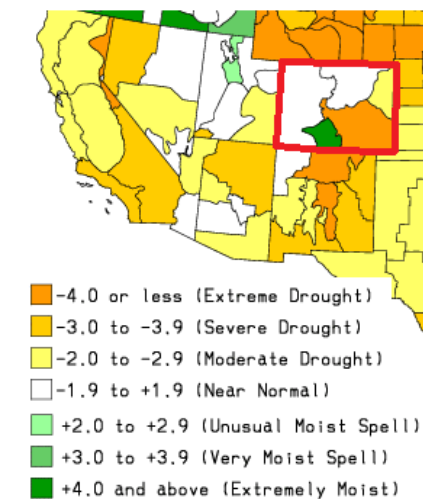 -4.0 or less (Extreme Drought)
-3.0 to -3.9 (Severe Drought)
-2.0 to -2.9 (Moderate Drought)
-1.9 to +1.9 (Near Normal)
+2.0 to +2.9 (Unusual Moist Spell)
+3.0 to +3.9 (Very Moist Spell)
+4.0 and above (Extremely Moist)